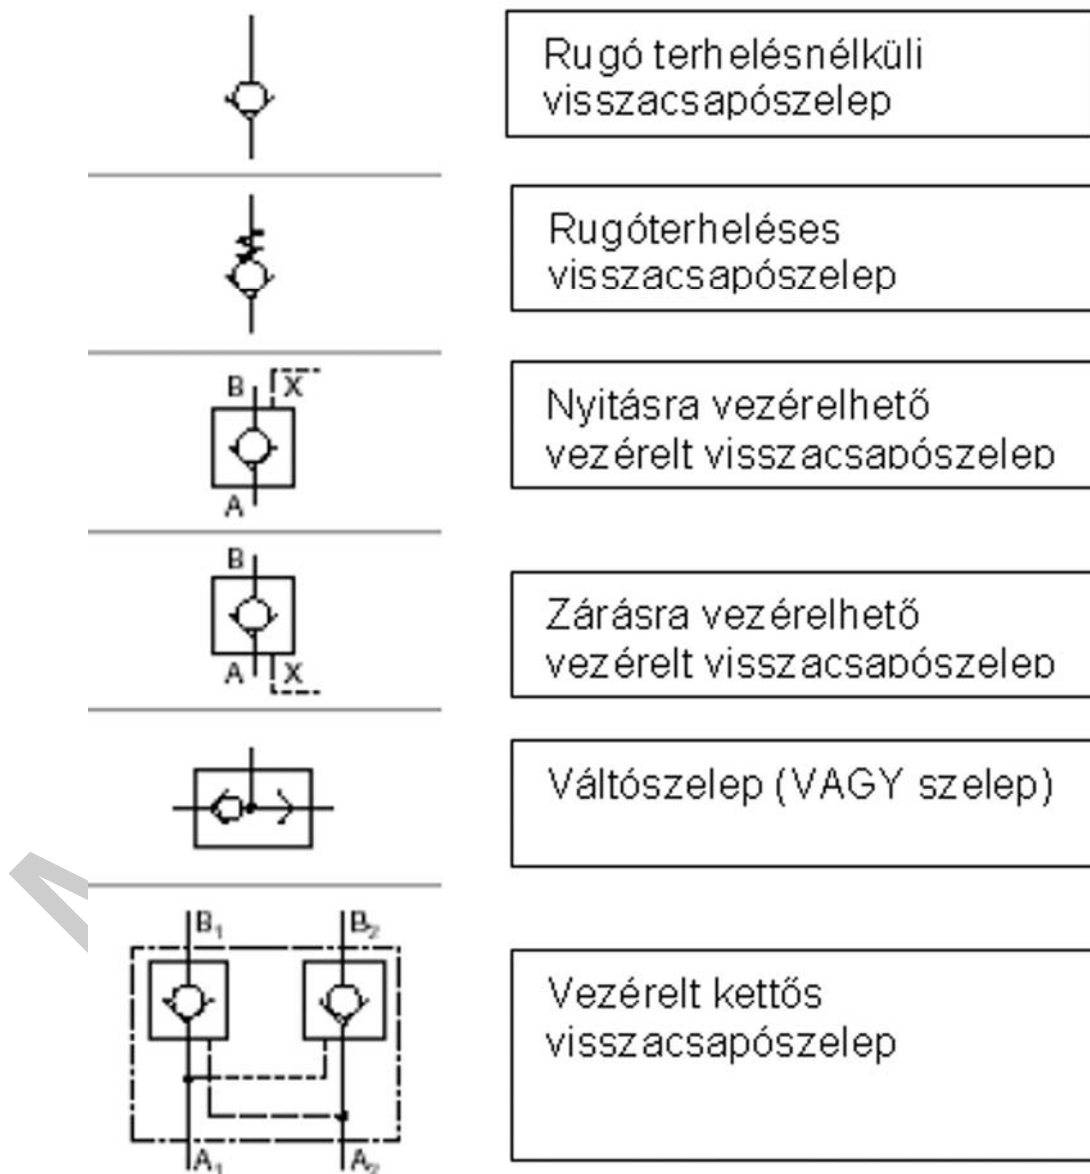 Rugó terhelésnélküli
visszacsapószelep
Rugóterheléses
visszacsapószelep
B X
A
Nyitásra vezérelhető
vezérelt visszacsapószelep
B
A X
Zárásra vezérelhető
vezérelt visszacsapószelep
Váltószelep (VAGY szelep)
B₁ B₂
A₁ A₂
Vezérelt kettős
visszacsapószelep